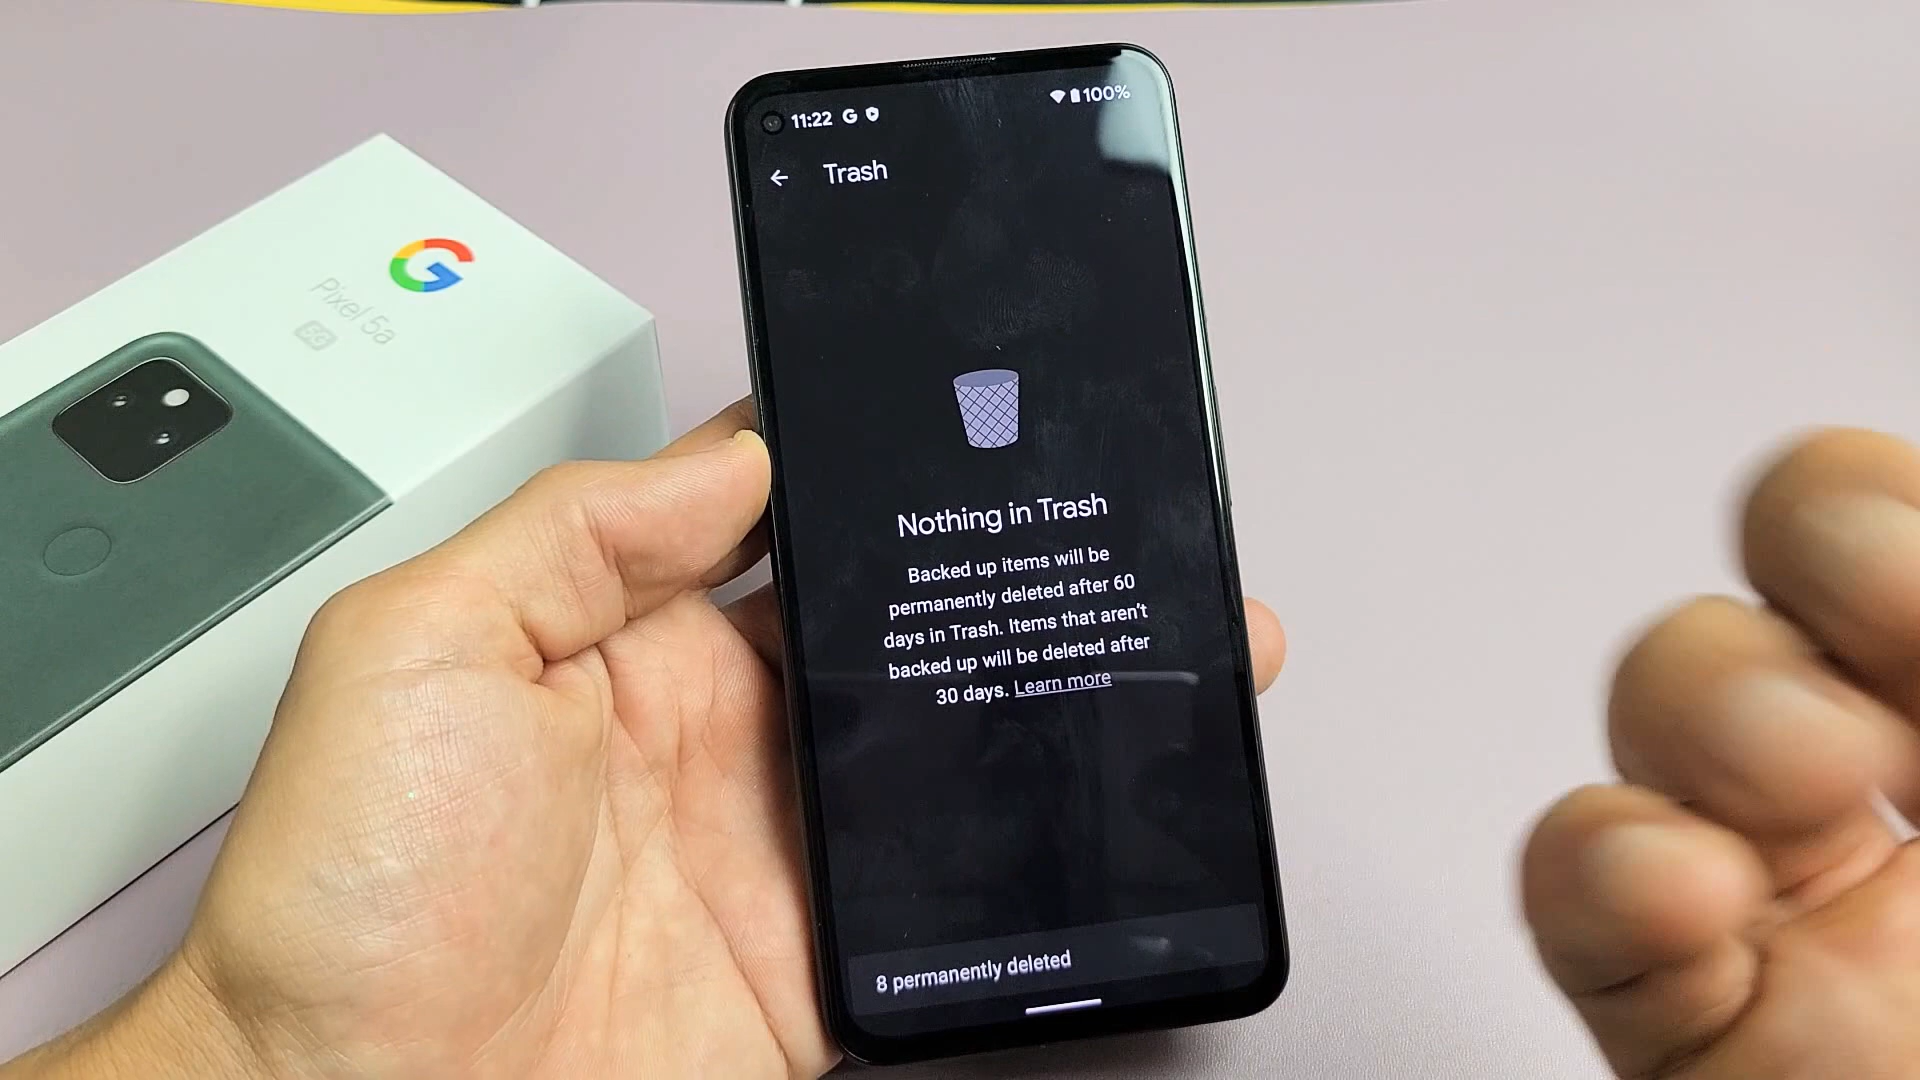 11:22 G
100%
Trash
Nothing in Trash
Backed up items will be
permanently deleted after 60
days in Trash. Items that aren't
backed up will be deleted after
30 days. Learn more
8 permanently deleted
G
Pixel 5a
5G